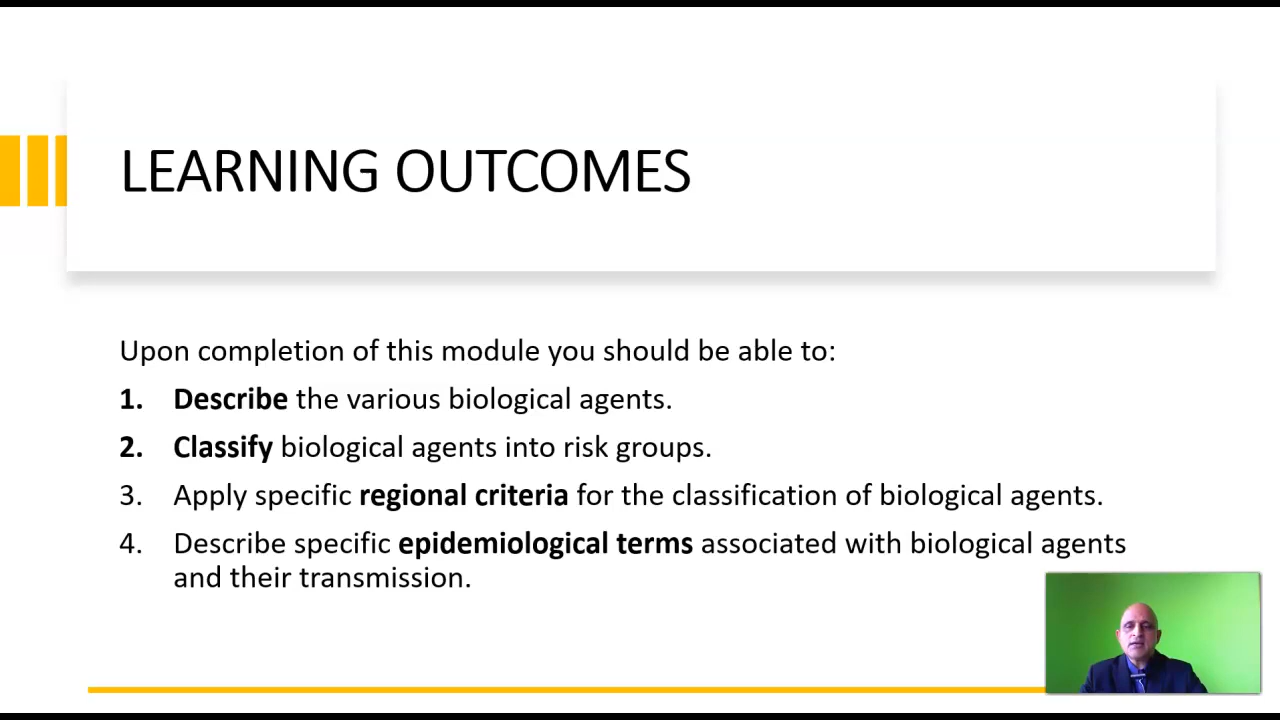 LEARNING OUTCOMES
Upon completion of this module you should be able to:
1. Describe the various biological agents.
2. Classify biological agents into risk groups.
3. Apply specific regional criteria for the classification of biological agents.
4. Describe specific epidemiological terms associated with biological agents
and their transmission.